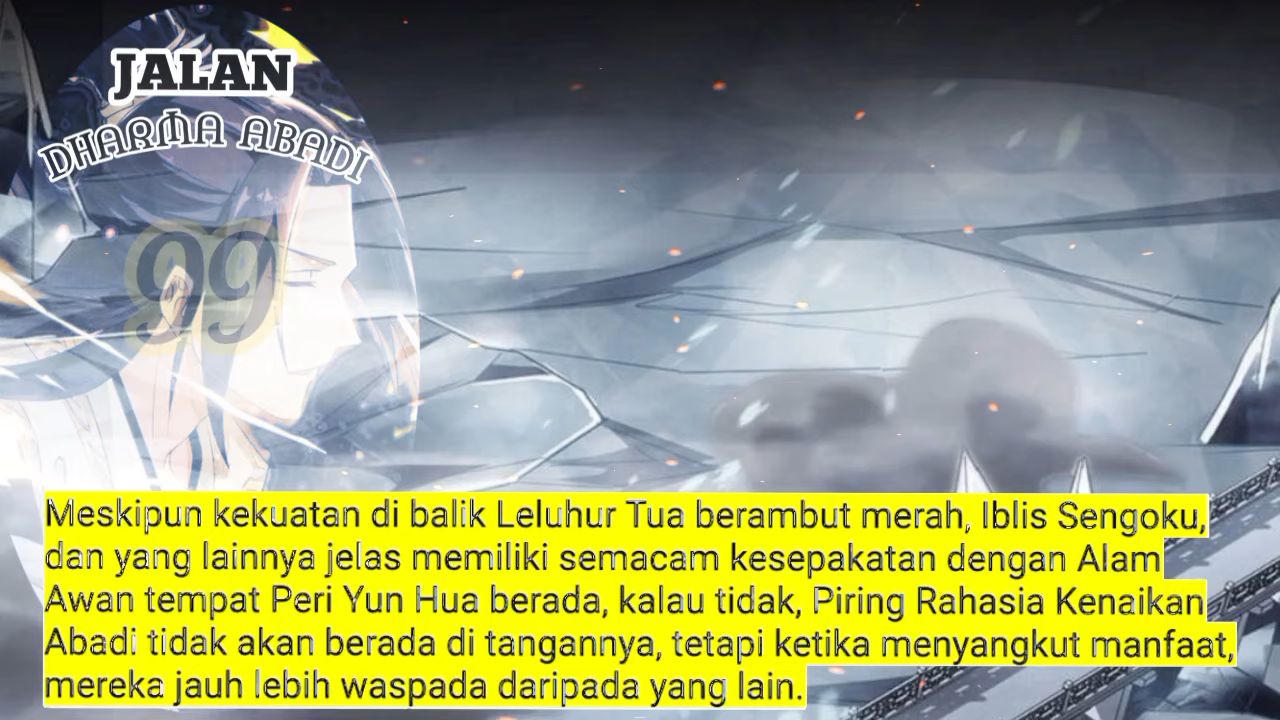 JALAN
DHARMA ABADI
99
Meskipun kekuatan di balik Leluhur Tua berambut merah, Iblis Sengoku,
dan yang lainnya jelas memiliki semacam kesepakatan dengan Alam
Awan tempat Peri Yun Hua berada, kalau tidak, Piring Rahasia Kenaikan
Abadi tidak akan berada di tangannya, tetapi ketika menyangkut manfaat,
mereka jauh lebih waspada daripada yang lain.